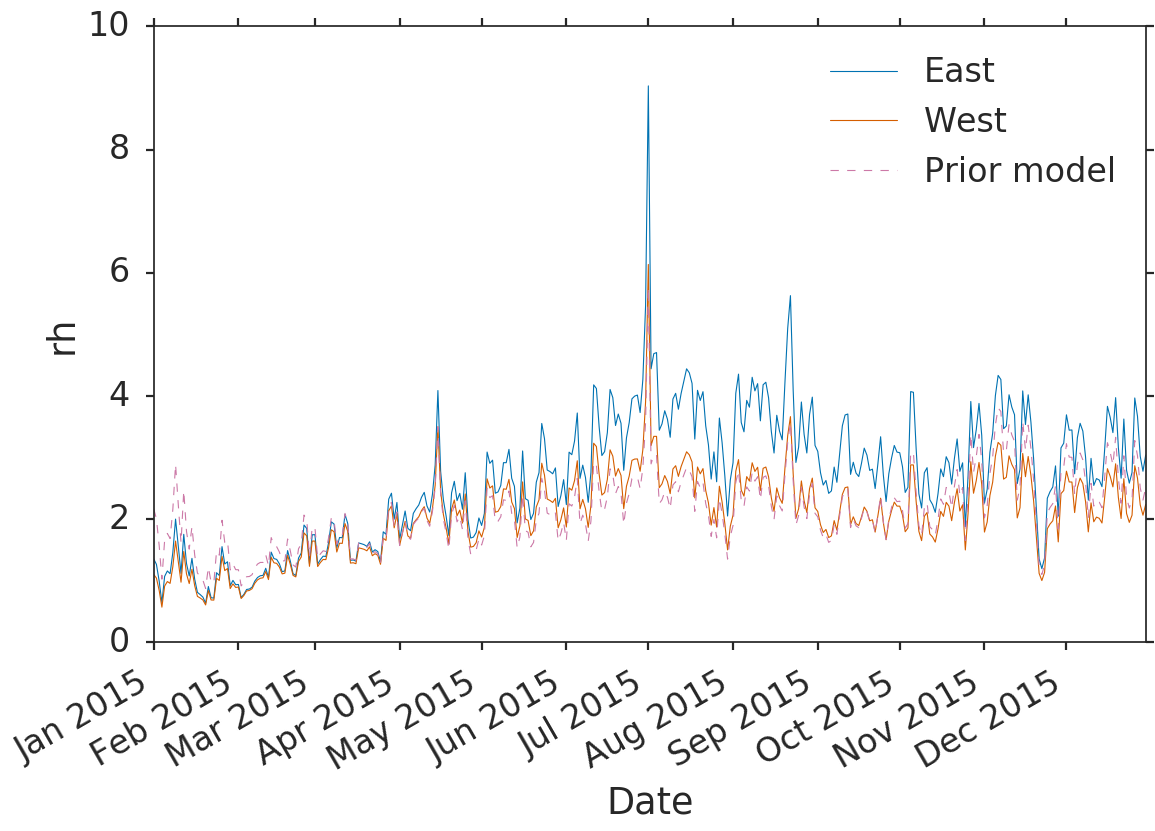 10
8
6
4
2
0
rh
East
West
Prior model
Jan 2015
Feb 2015
Mar 2015
Apr 2015
May 2015
Jun 2015
Jul 2015
Aug 2015
Sep 2015
Oct 2015
Nov 2015
Dec 2015
Date